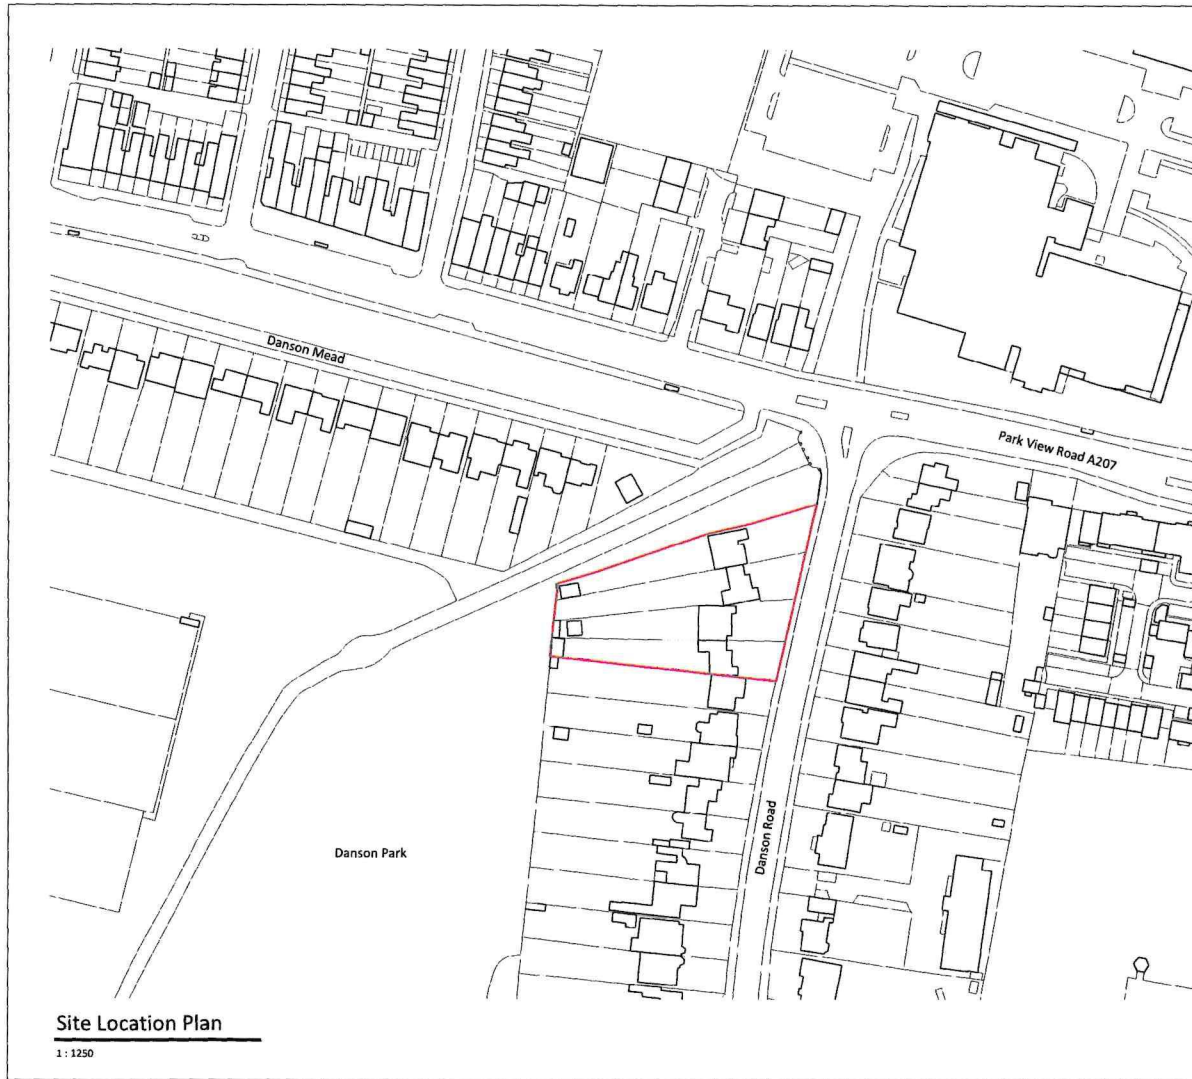 Danson Mead
Park View Road A207
Danson Road
Danson Park
Site Location Plan
1 : 1250